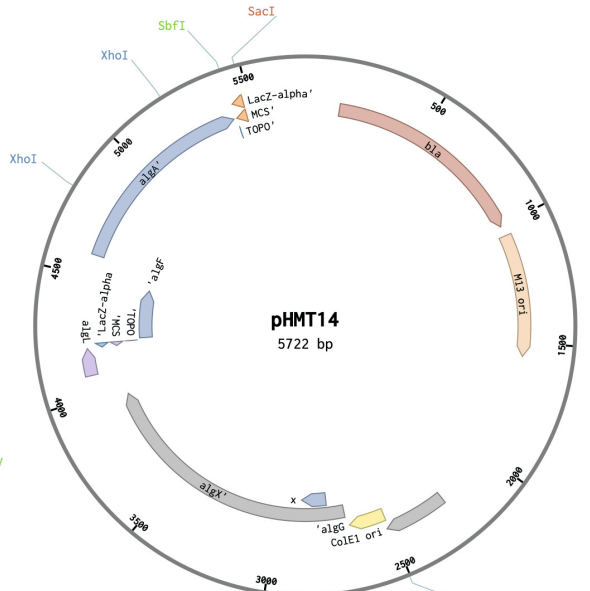 SacI
SbfI
XhoI
XhoI
5500
LacZ-alpha'
MCS'
TOPO'
500
bla
1000
5000
algA'
M13 ori
4500
'algF
algL
'LacZ-alpha
'MCS
'TOPO
pHMT14
5722 bp
1500
4000
algX'
x
'algG
ColE1 ori
2000
3500
2500
3000